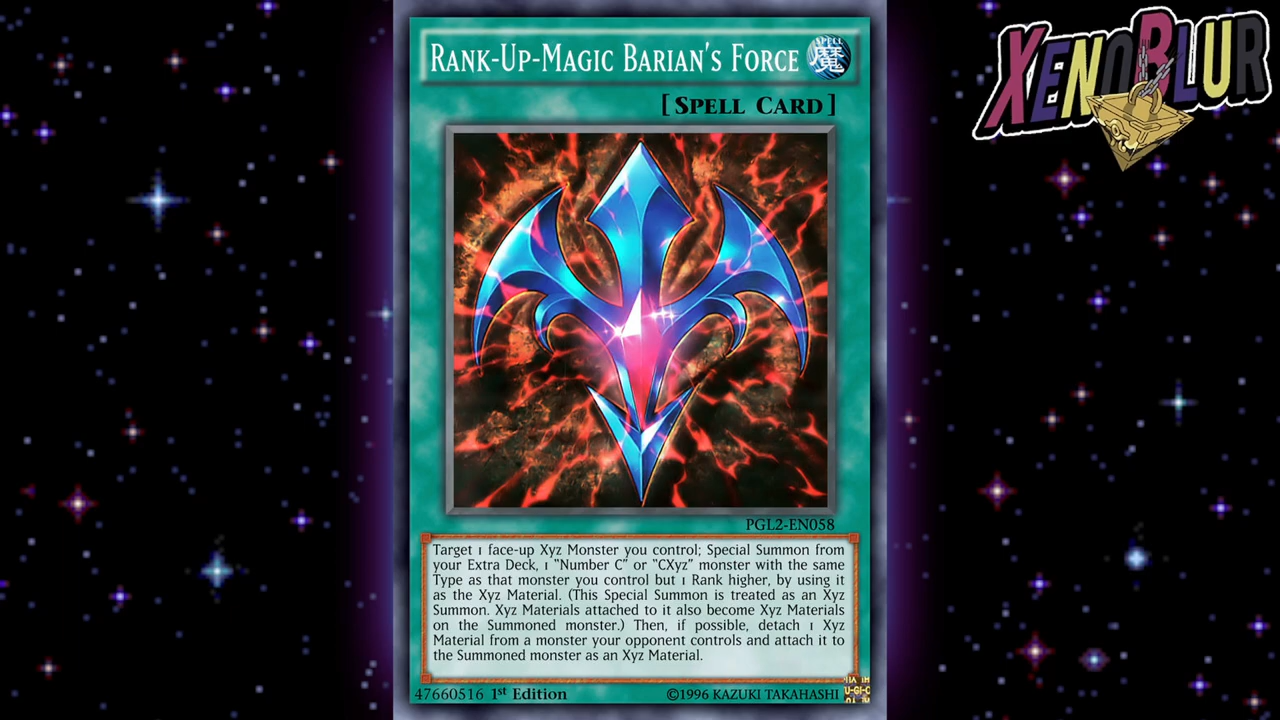 XENOBLUR
RANK-UP-MAGIC BARIAN'S FORCE
SPELL
魔
[SPELL CARD]
PGL2-EN058
Target 1 face-up Xyz Monster you control; Special Summon from
your Extra Deck, 1 "Number C" or "CXyz" monster with the same
Type as that monster you control but 1 Rank higher, by using it
as the Xyz Material. (This Special Summon is treated as an Xyz
Summon. Xyz Materials attached to it also become Xyz Materials
on the Summoned monster.) Then, if possible, detach 1 Xyz
Material from a monster your opponent controls and attach it to
the Summoned monster as an Xyz Material.
47660516 1st Edition
©1996 KAZUKI TAKAHASHI